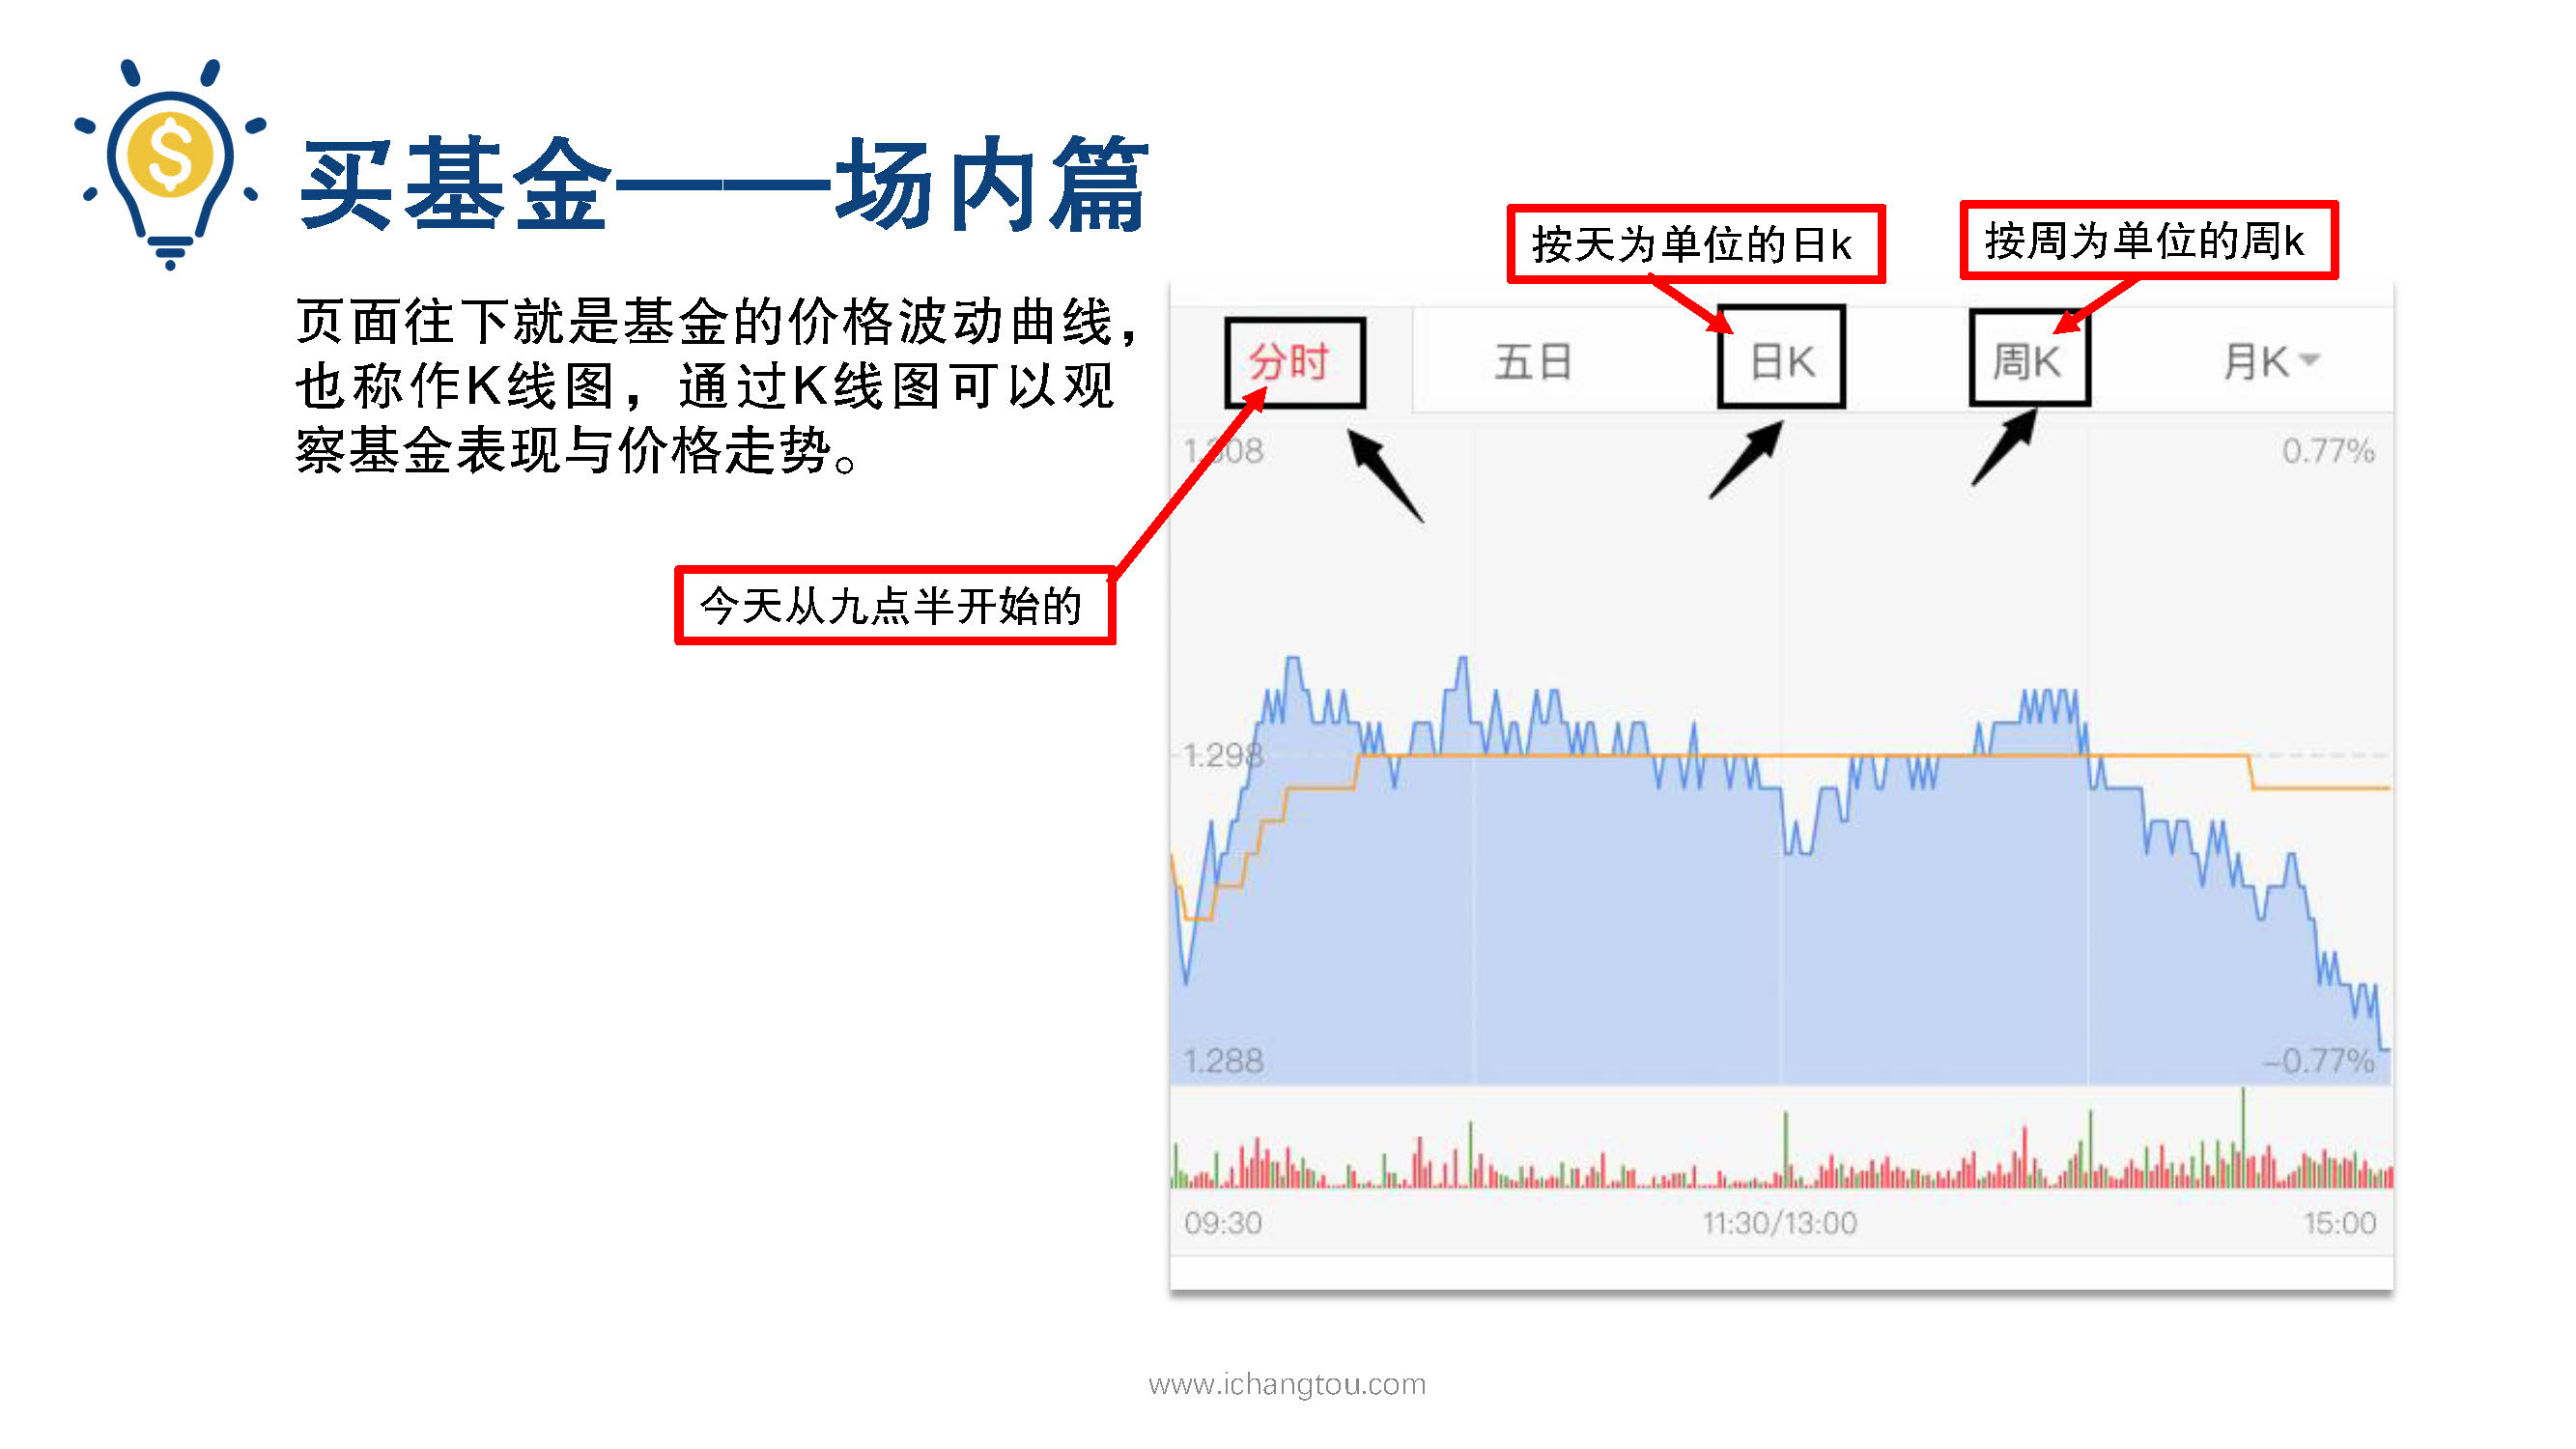 买基金——场内篇
页面往下就是基金的价格波动曲线，
也称作K线图，通过K线图可以观
察基金表现与价格走势。
今天从九点半开始的
按天为单位的日k
按周为单位的周k
分时 五日 日K 周K 月K
1.308 0.77%
1.298
1.288 -0.77%
09:30 11:30/13:00 15:00
www.ichangtou.com